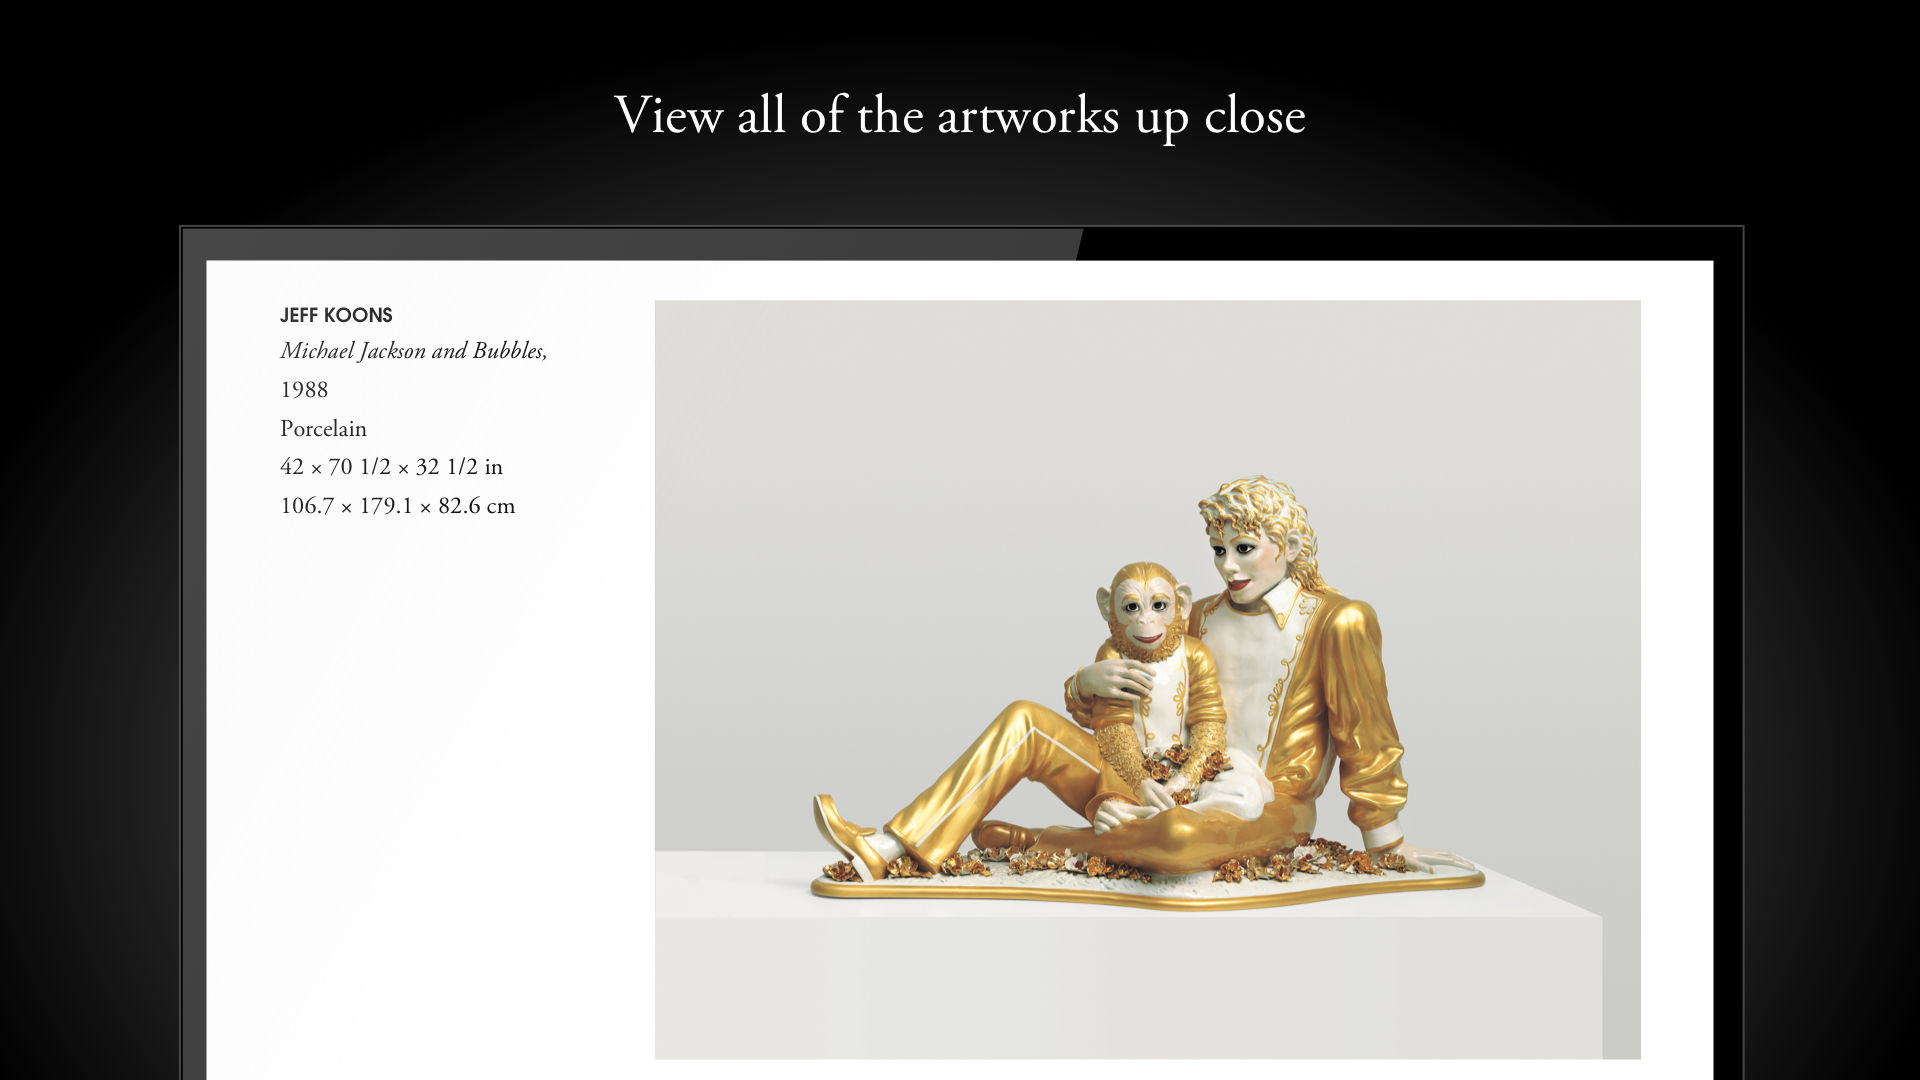 View all of the artworks up close
JEFF KOONS
Michael Jackson and Bubbles,
1988
Porcelain
42 × 70 1/2 × 32 1/2 in
106.7 × 179.1 × 82.6 cm